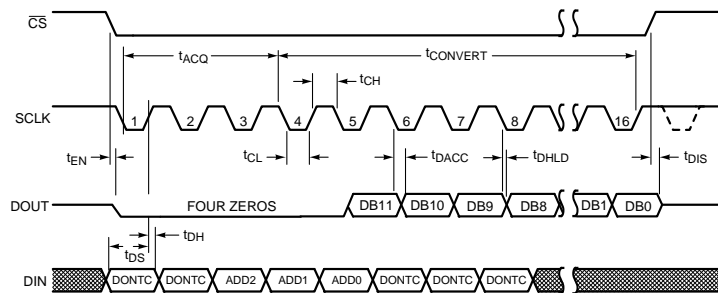 CS
tACQ
tCONVERT
tCH
SCLK
1 2 3 4 5 6 7 8 16
tEN
tCL
tDACC
tDHLD
tDIS
DOUT
FOUR ZEROS
DB11 DB10 DB9 DB8 DB1 DB0
tDS
tDH
DIN
DONTC DONTC ADD2 ADD1 ADD0 DONTC DONTC DONTC